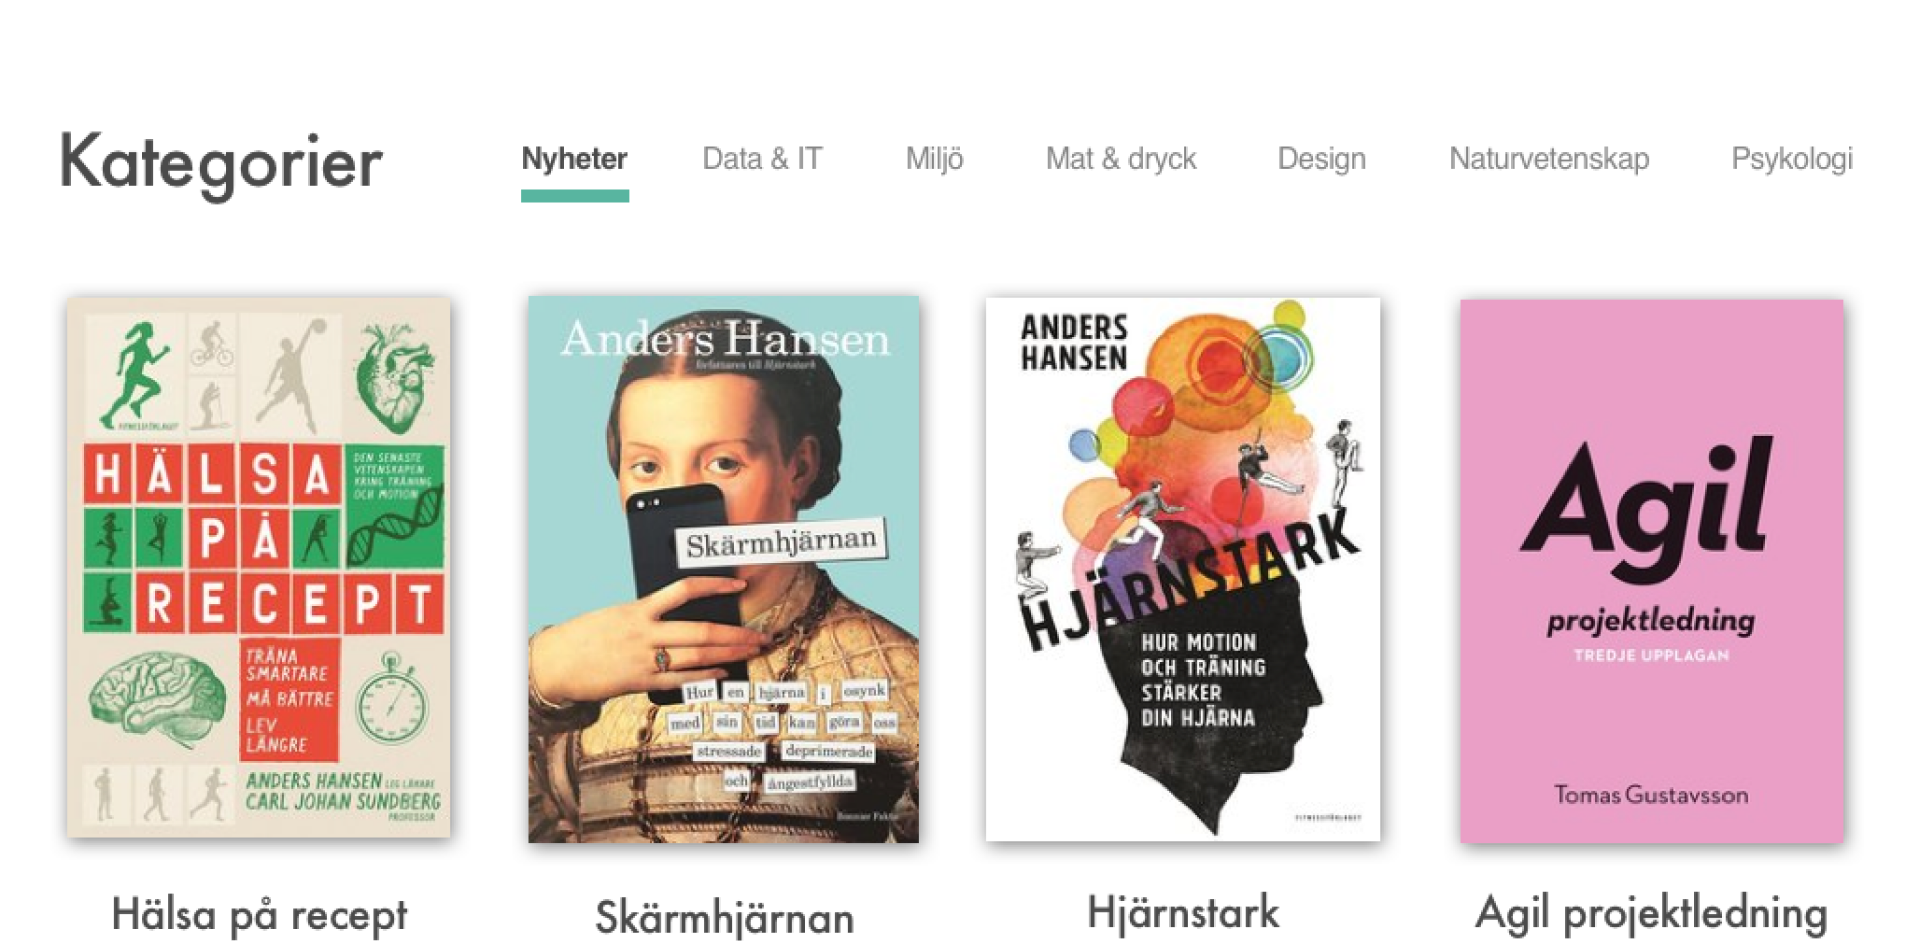 Kategorier
Nyheter
Data & IT
Miljö
Mat & dryck
Design
Naturvetenskap
Psykologi
FITNESSFÖRLAGET
HÄLSA
DEN SENASTE
VETENSKAPEN
KRING TRÄNING
OCH MOTION
PÅ
RECEPT
TRÄNA
SMARTARE
MÅ BÄTTRE
LEV
LÄNGRE
ANDERS HANSEN LEG LÄKARE
CARL JOHAN SUNDBERG
PROFESSOR
Hälsa på recept
Anders Hansen
författaren till Hjärnstark
Skärmhjärnan
Hur en hjärna i osynk
med sin tid kan göra oss
stressade deprimerade
och ångestfyllda
Bonnier Fakta
Skärmhjärnan
ANDERS
HANSEN
HJÄRNSTARK
HUR MOTION
OCH TRÄNING
STÄRKER
DIN HJÄRNA
FITNESSFÖRLAGET
Hjärnstark
Agil
projektledning
TREDJE UPPLAGAN
Tomas Gustavsson
Agil projektledning